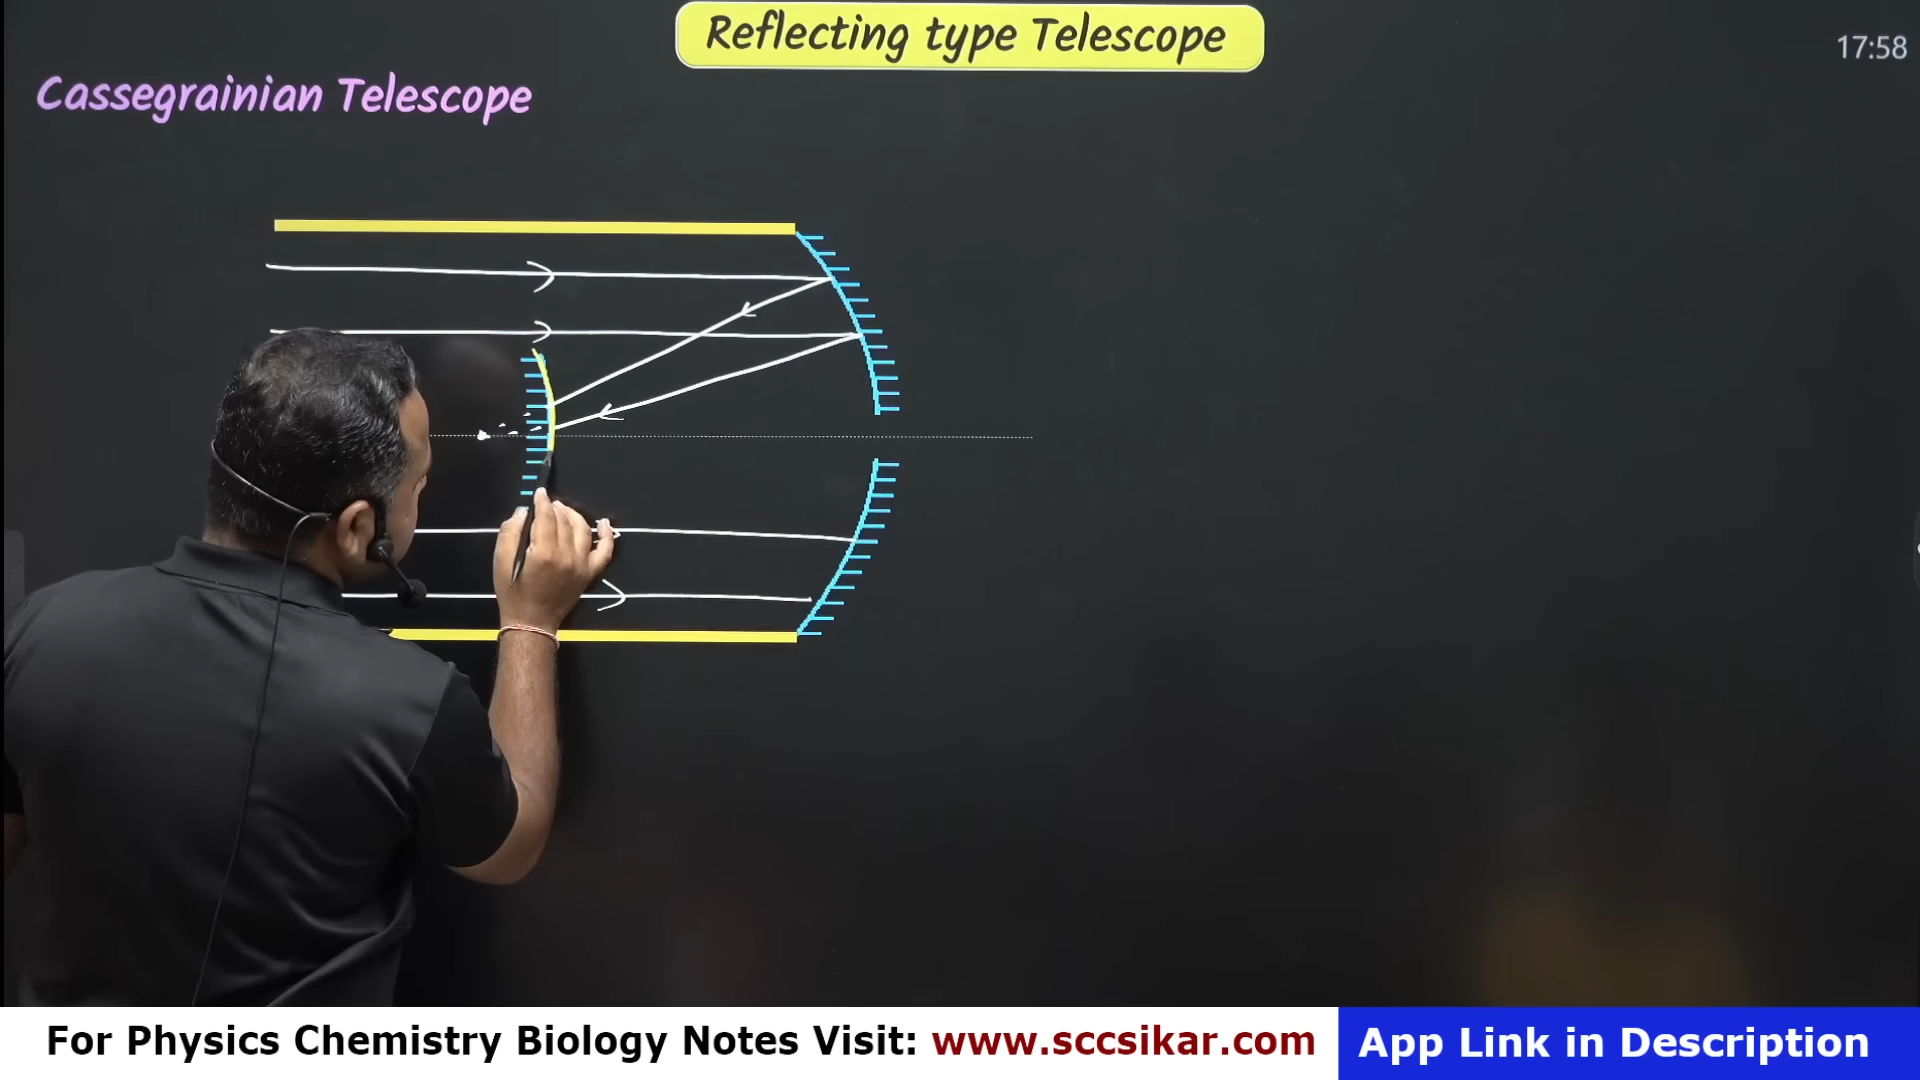 Reflecting type Telescope
17:58
Cassegrainian Telescope
For Physics Chemistry Biology Notes Visit: www.sccsikar.com
App Link in Description